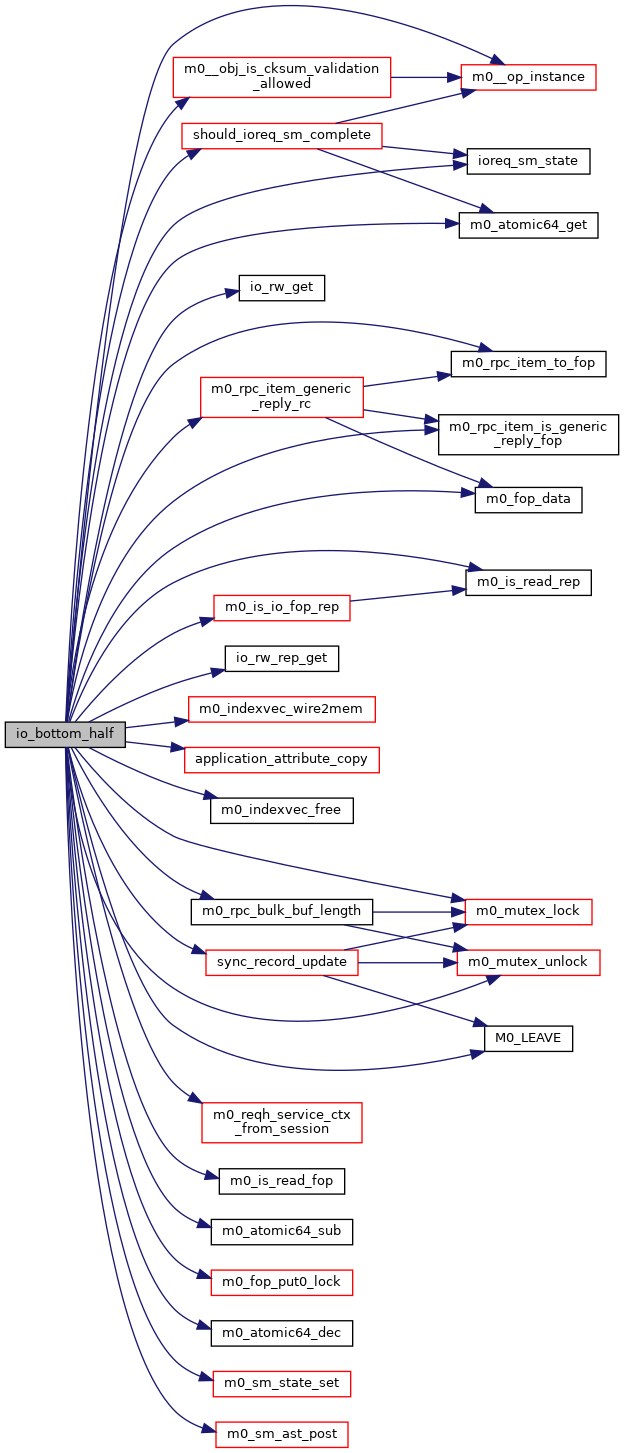 m0__obj_is_cksum_validation
_allowed
m0__op_instance
should_ioreq_sm_complete
ioreq_sm_state
m0_atomic64_get
io_rw_get
m0_rpc_item_to_fop
m0_rpc_item_generic
_reply_rc
m0_rpc_item_is_generic
_reply_fop
m0_fop_data
m0_is_read_rep
m0_is_io_fop_rep
io_rw_rep_get
m0_indexvec_wire2mem
io_bottom_half
application_attribute_copy
m0_indexvec_free
m0_rpc_bulk_buf_length
m0_mutex_lock
sync_record_update
m0_mutex_unlock
M0_LEAVE
m0_reqh_service_ctx
_from_session
m0_is_read_fop
m0_atomic64_sub
m0_fop_put0_lock
m0_atomic64_dec
m0_sm_state_set
m0_sm_ast_post